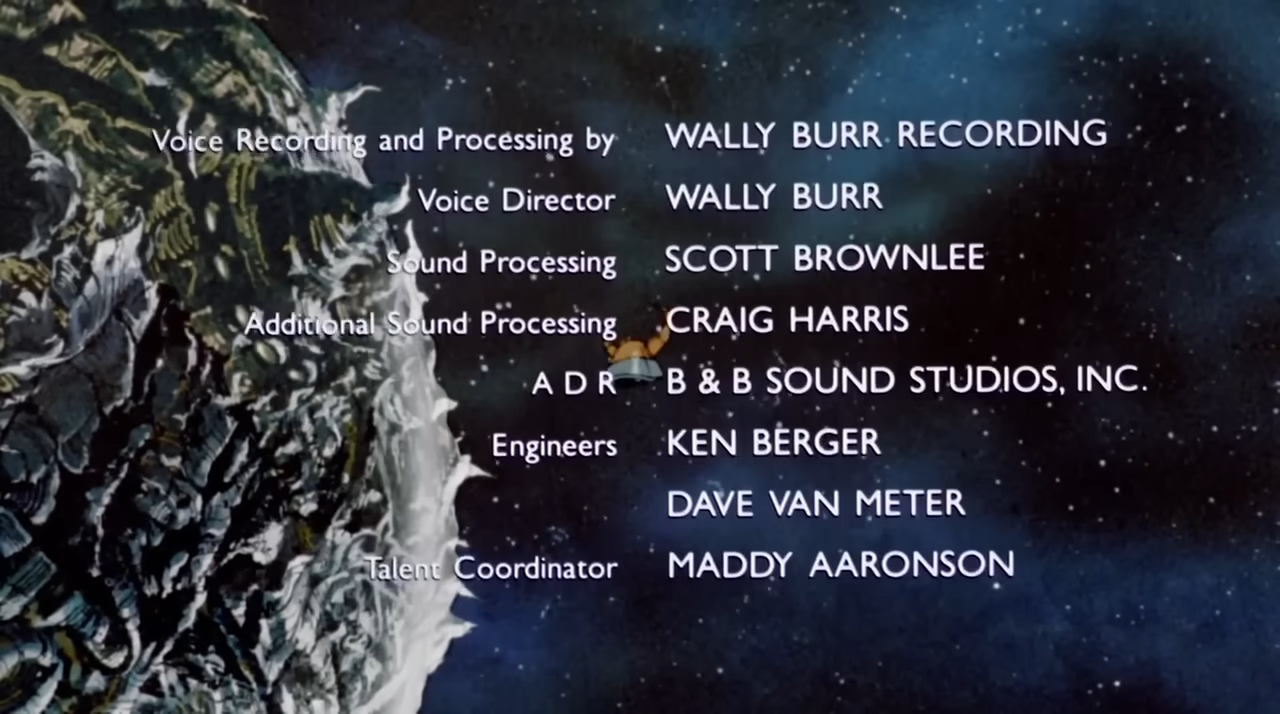 Voice Recording and Processing by WALLY BURR RECORDING
Voice Director WALLY BURR
Sound Processing SCOTT BROWNLEE
Additional Sound Processing CRAIG HARRIS
A D R B & B SOUND STUDIOS, INC.
Engineers KEN BERGER
DAVE VAN METER
Talent Coordinator MADDY AARONSON